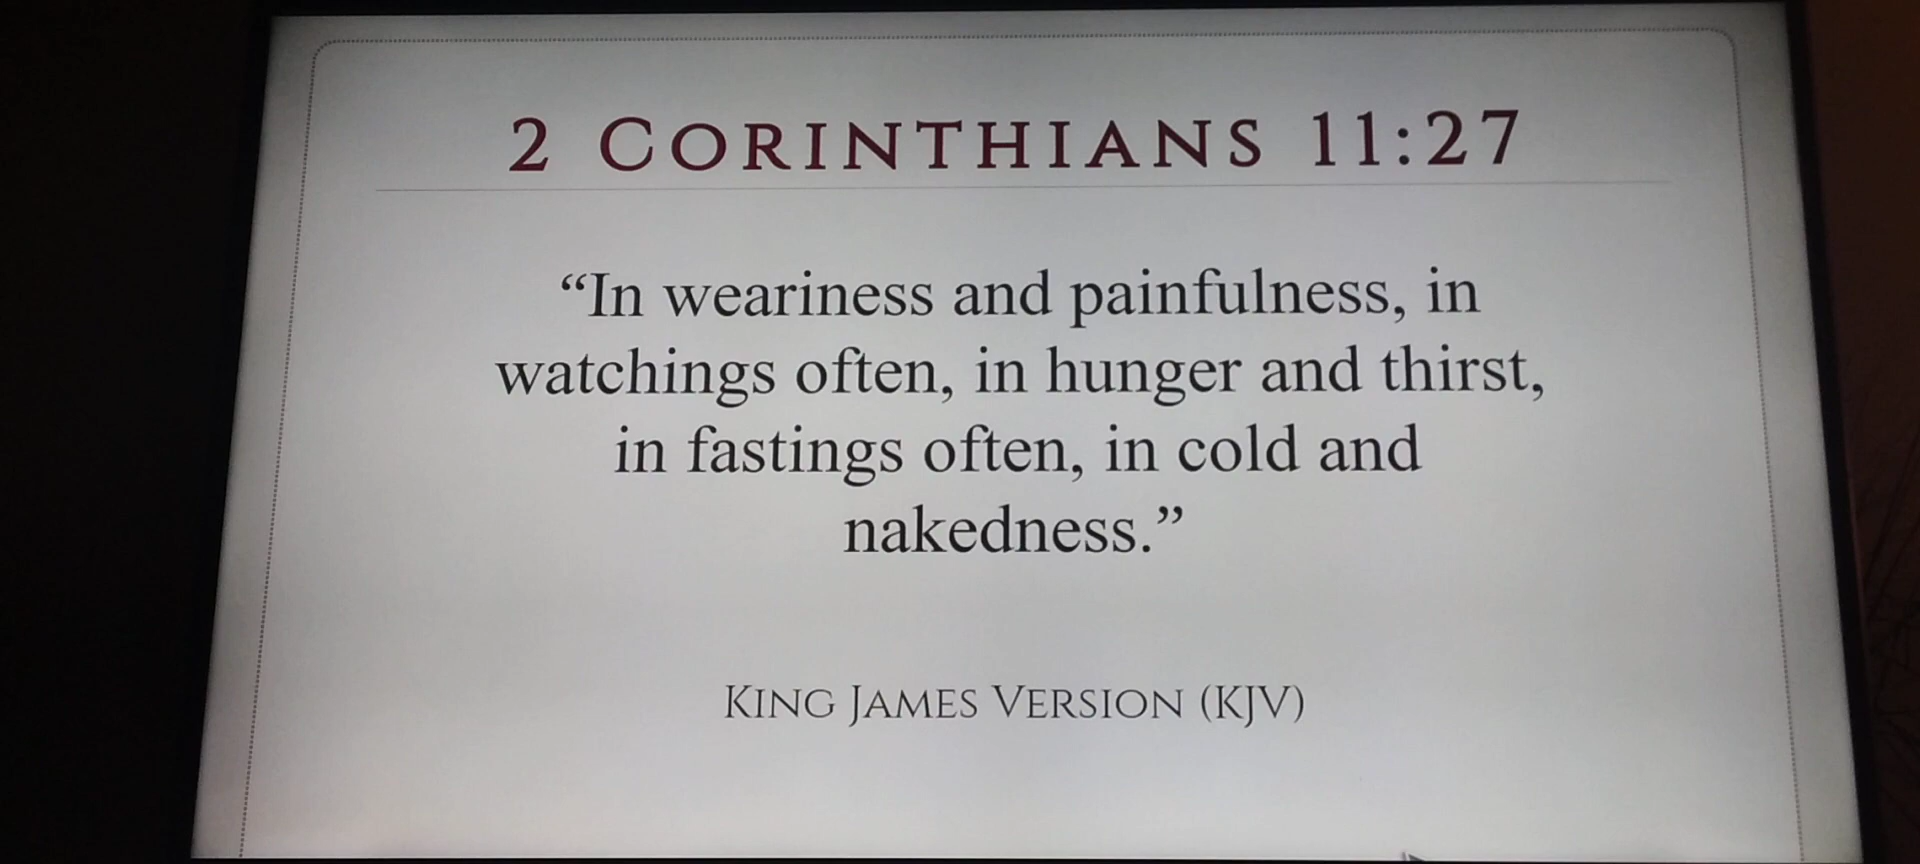 2 CORINTHIANS 11:27
“In weariness and painfulness, in
watchings often, in hunger and thirst,
in fastings often, in cold and
nakedness.”
KING JAMES VERSION (KJV)